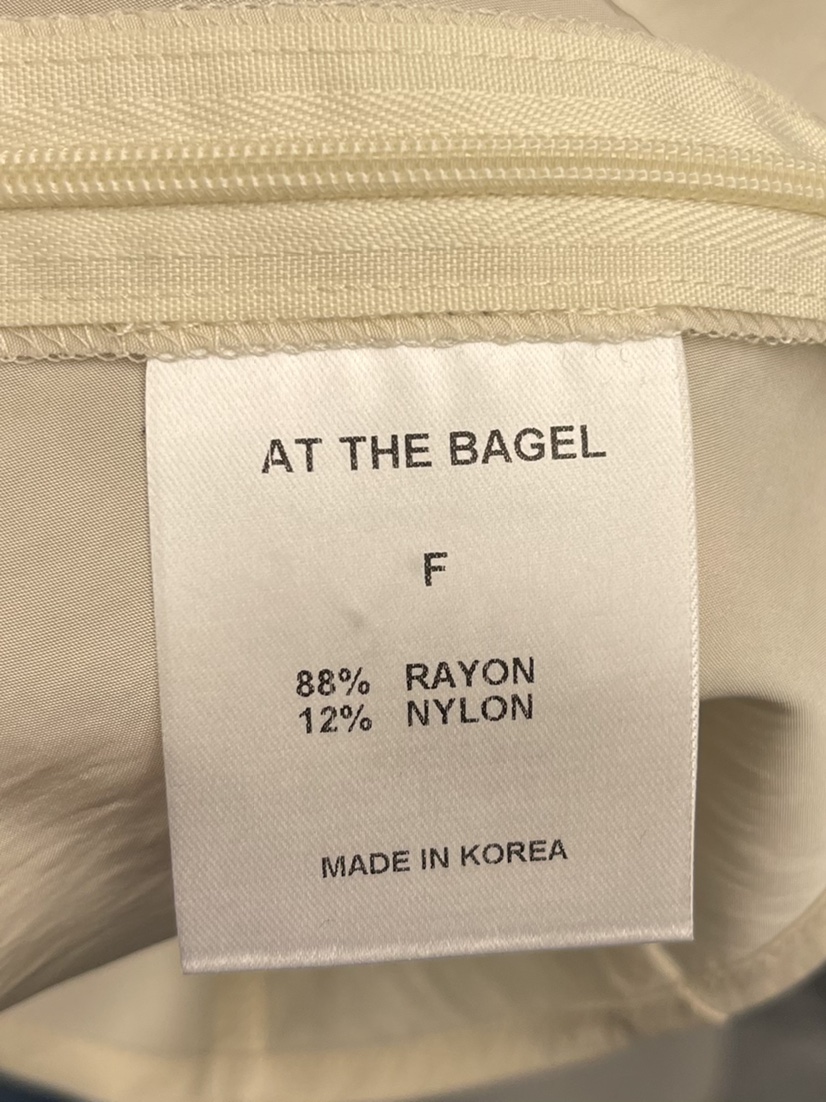 AT THE BAGEL
F
88% RAYON
12% NYLON
MADE IN KOREA